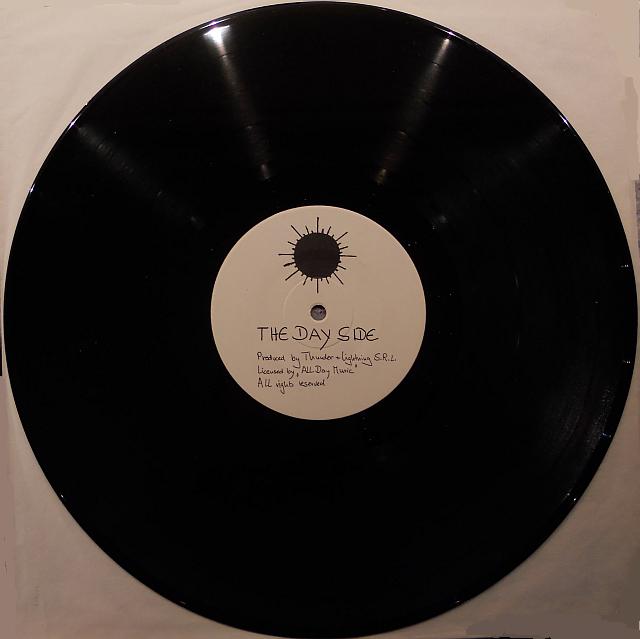 THE DAY SIDE
Produced by Thunder + Lightning S.R.L.
Licensed by "ALL Day Music"
All rights reserved